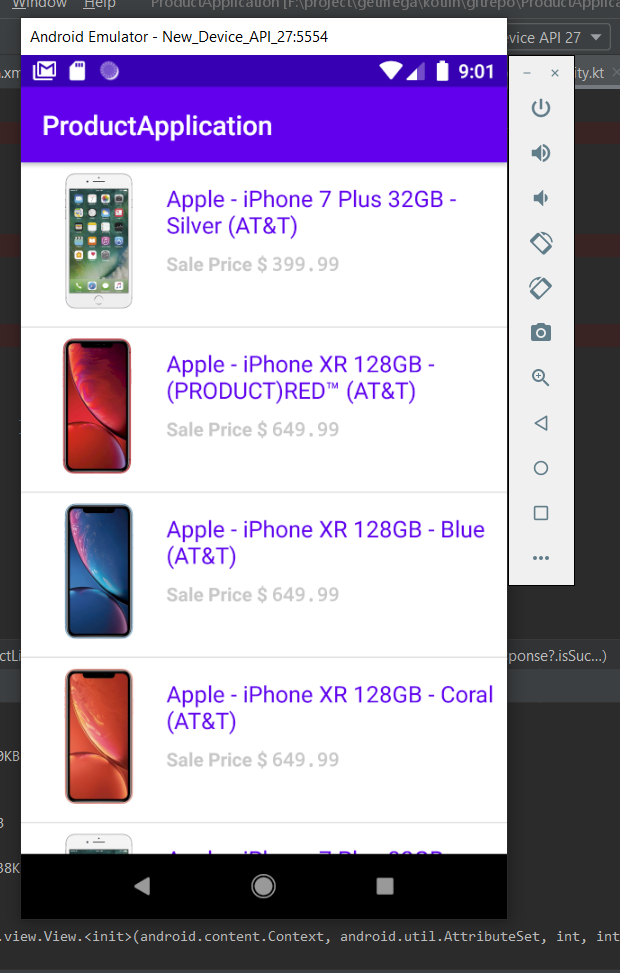 Window Help ProductApplication [F:\project\getmega\kotlin\gitrepo\ProductApplica
Android Emulator - New_Device_API_27:5554
vice API 27
.xm
ity.kt
9:01
ProductApplication
Apple - iPhone 7 Plus 32GB -
Silver (AT&T)
Sale Price $ 399.99
Apple - iPhone XR 128GB -
(PRODUCT)RED™ (AT&T)
Sale Price $ 649.99
Apple - iPhone XR 128GB - Blue
(AT&T)
Sale Price $ 649.99
ctLi
ponse?.isSuc...)
Apple - iPhone XR 128GB - Coral
(AT&T)
Sale Price $ 649.99
0KB
B
38K
.view.View.<init>(android.content.Context, android.util.AttributeSet, int, int